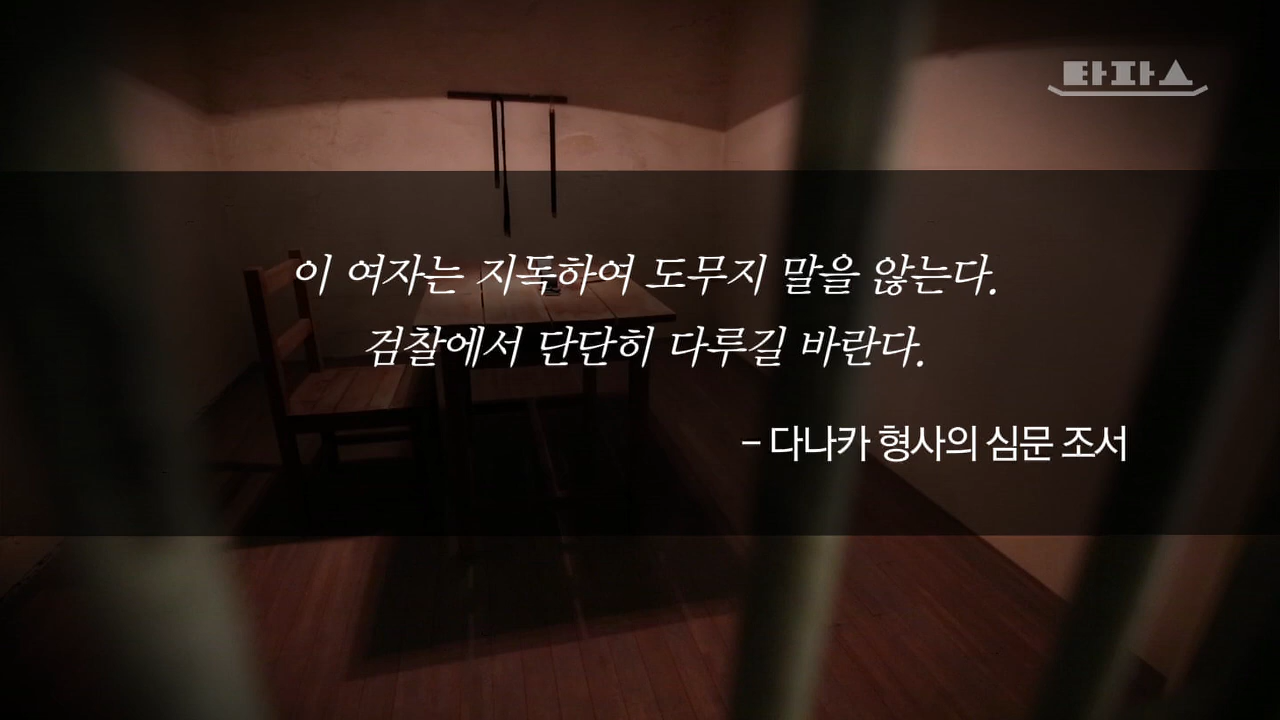 타파스
이 여자는 지독하여 도무지 말을 않는다.
검찰에서 단단히 다루길 바란다.
– 다나카 형사의 심문 조서